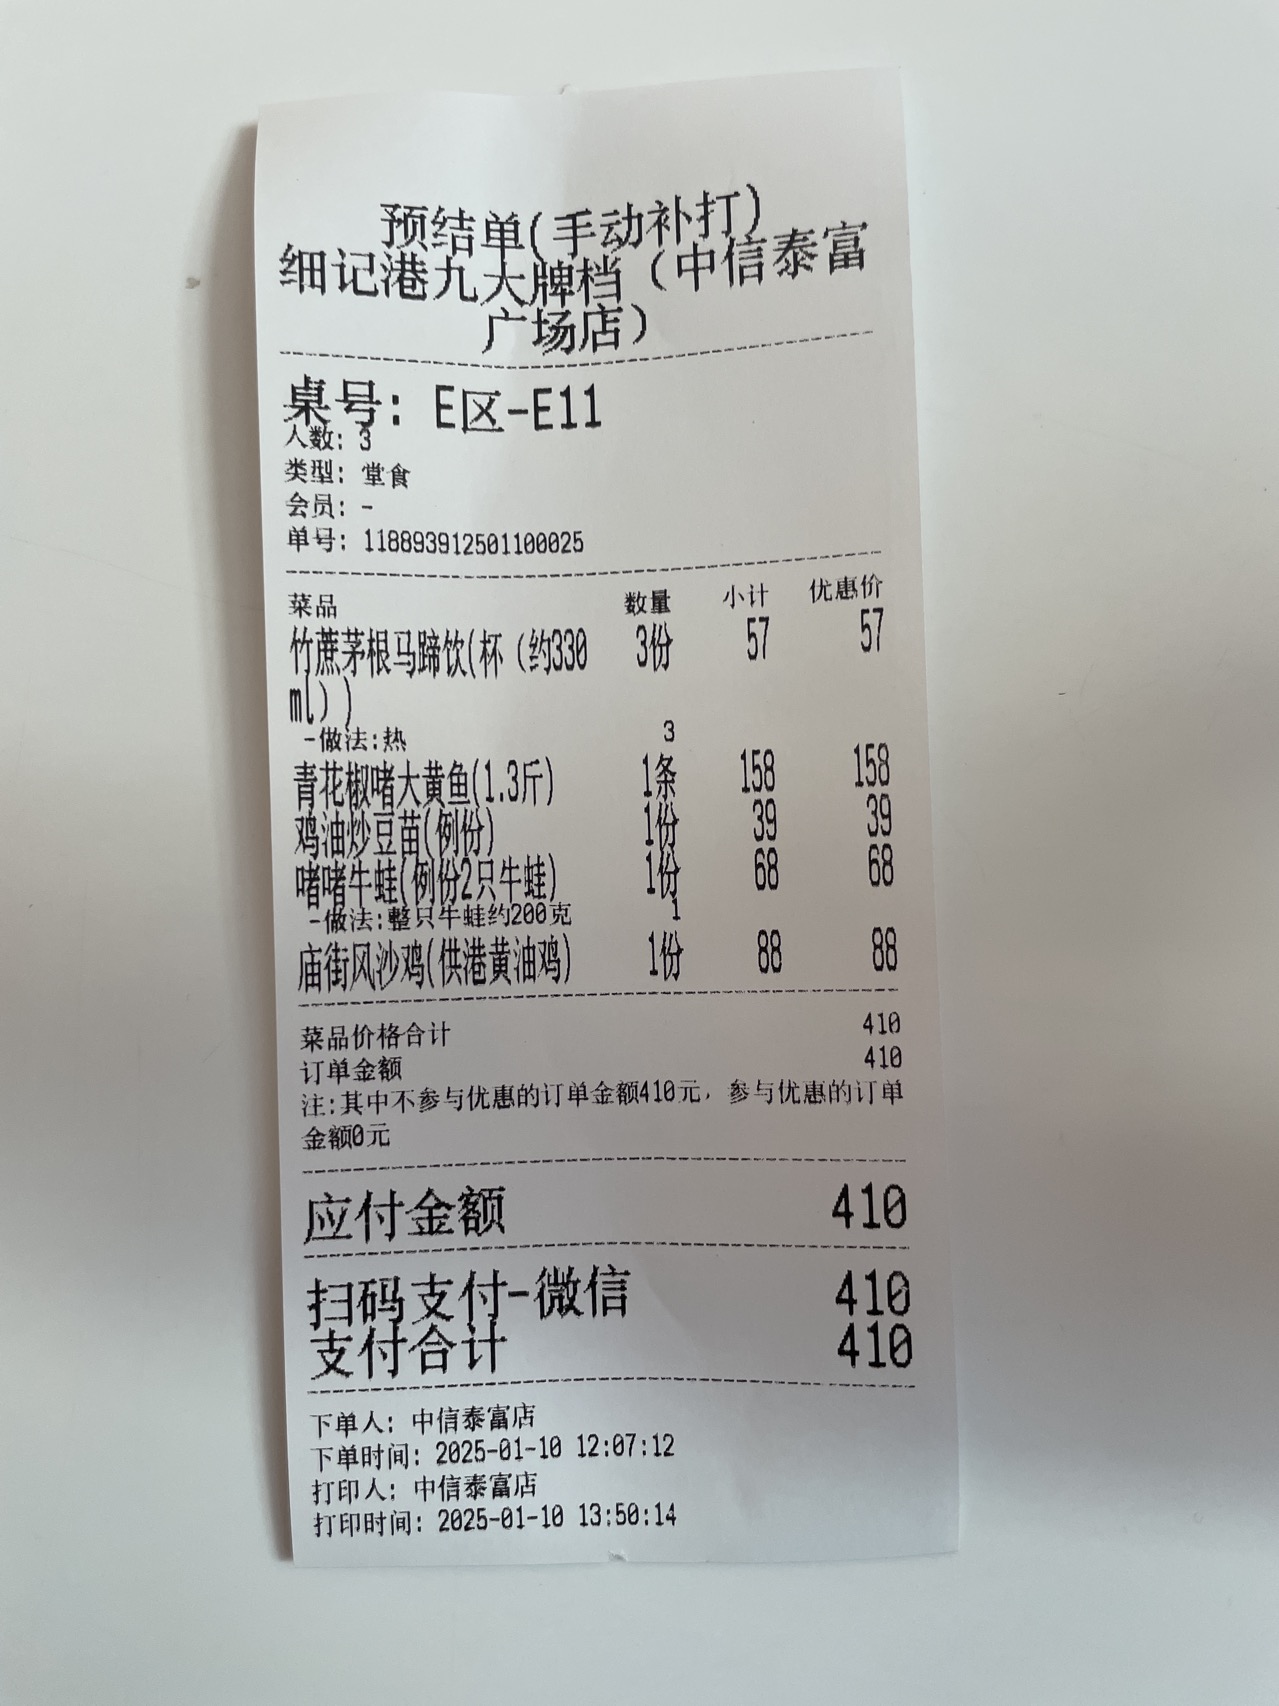 预结单(手动补打)
细记港九大牌档（中信泰富
广场店）
桌号: E区-E11
人数: 3
类型: 堂食
会员: -
单号: 118893912501100025
菜品 数量 小计 优惠价
竹蔗茅根马蹄饮(杯（约330 3份 57 57
ml）)
-做法:热 3
青花椒啫大黄鱼(1.3斤) 1条 158 158
鸡油炒豆苗(例份) 1份 39 39
啫啫牛蛙(例份2只牛蛙) 1份 68 68
-做法:整只牛蛙约200克 1
庙街风沙鸡(供港黄油鸡) 1份 88 88
菜品价格合计 410
订单金额 410
注:其中不参与优惠的订单金额410元，参与优惠的订单
金额0元
应付金额 410
扫码支付-微信 410
支付合计 410
下单人: 中信泰富店
下单时间: 2025-01-10 12:07:12
打印人: 中信泰富店
打印时间: 2025-01-10 13:50:14